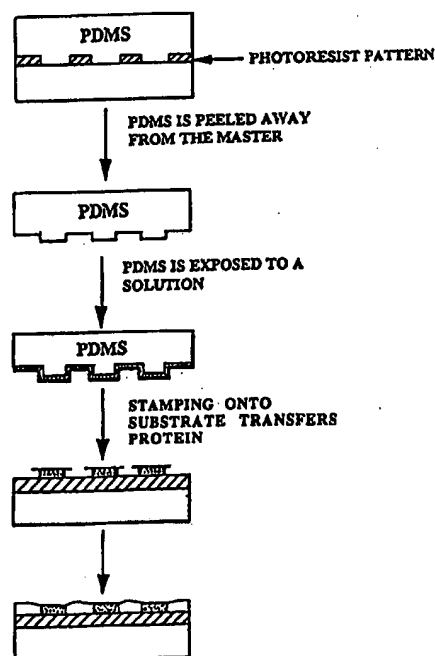 PDMS
PHOTORESIST PATTERN
PDMS IS PEELED AWAY
FROM THE MASTER
PDMS
PDMS IS EXPOSED TO A
SOLUTION
PDMS
STAMPING ONTO
SUBSTRATE TRANSFERS
PROTEIN